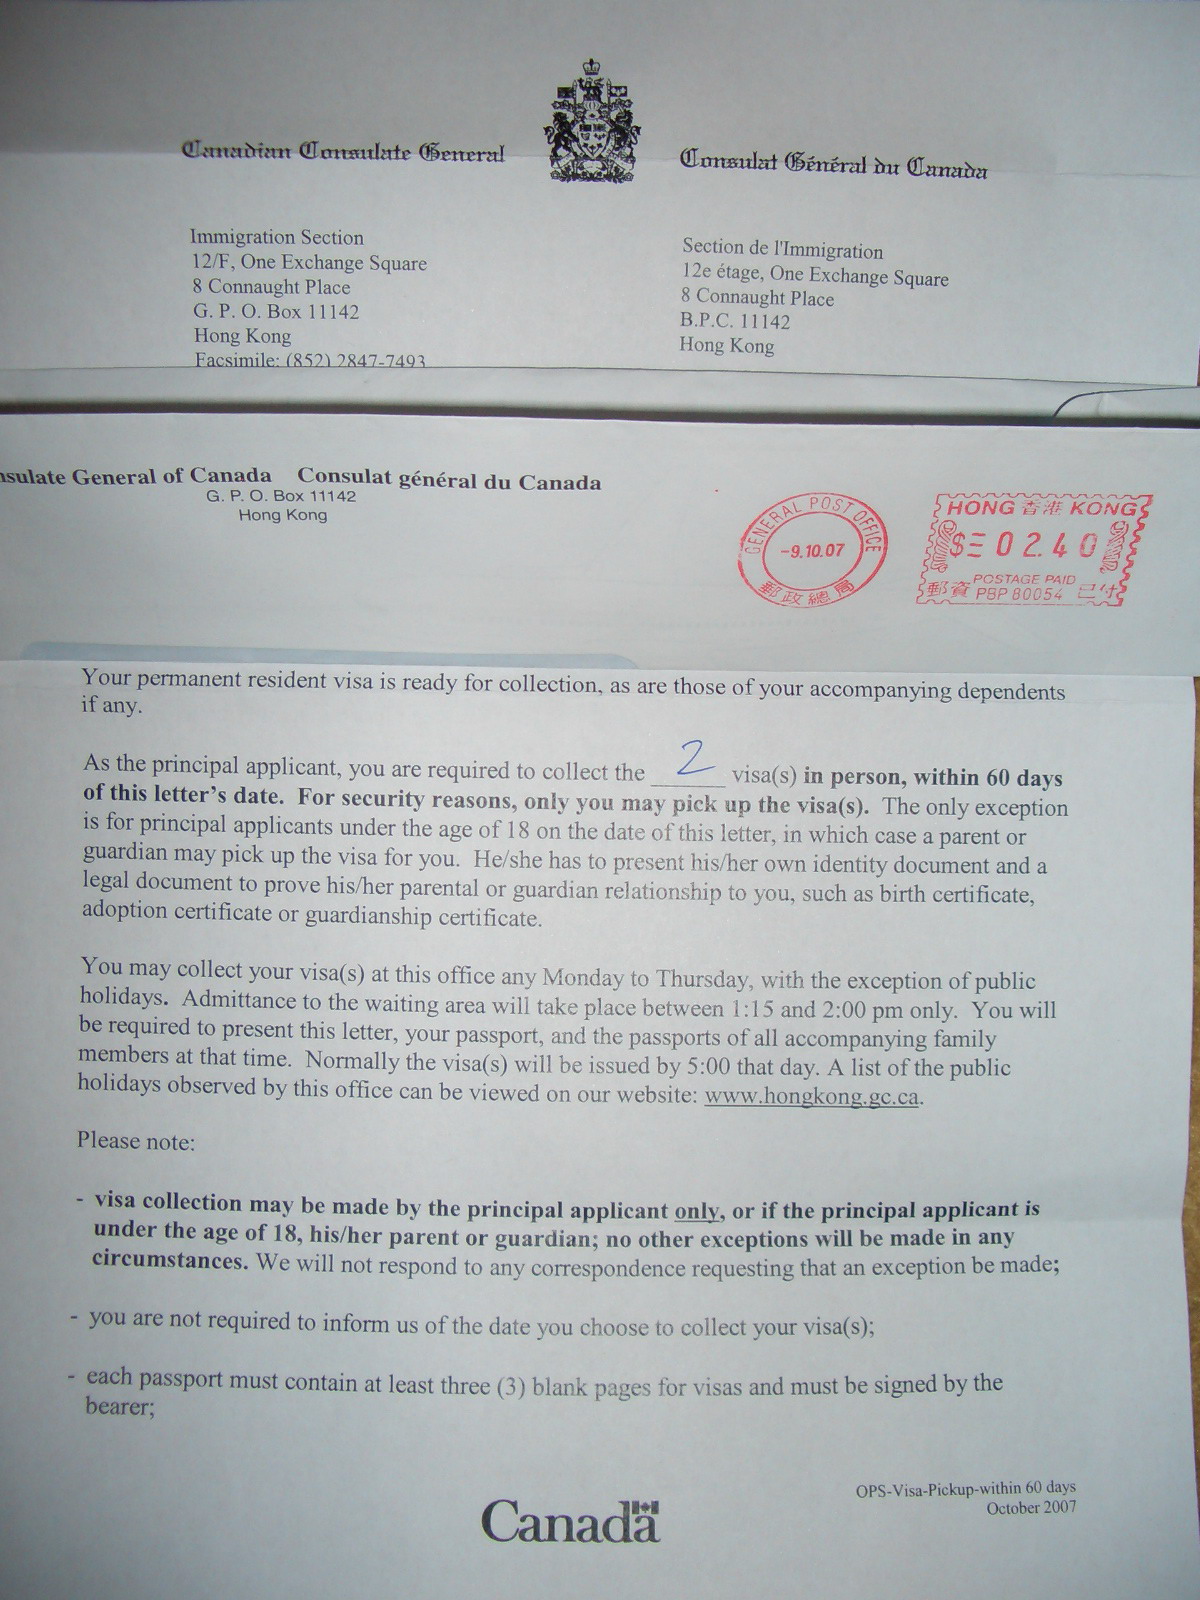 Canadian Consulate General
Consulat Général du Canada
Immigration Section
12/F, One Exchange Square
8 Connaught Place
G. P. O. Box 11142
Hong Kong
Facsimile: (852) 2847-7493
Section de l'Immigration
12e étage, One Exchange Square
8 Connaught Place
B.P.C. 11142
Hong Kong
nsulate General of Canada Consulat général du Canada
G. P. O. Box 11142
Hong Kong
GENERAL POST OFFICE
-9.10.07
郵政總局
HONG 香港 KONG
$ 02.40
POSTAGE PAID
郵資 PBP 80054 已付
Your permanent resident visa is ready for collection, as are those of your accompanying dependents
if any.
As the principal applicant, you are required to collect the 2 visa(s) in person, within 60 days
of this letter's date. For security reasons, only you may pick up the visa(s). The only exception
is for principal applicants under the age of 18 on the date of this letter, in which case a parent or
guardian may pick up the visa for you. He/she has to present his/her own identity document and a
legal document to prove his/her parental or guardian relationship to you, such as birth certificate,
adoption certificate or guardianship certificate.
You may collect your visa(s) at this office any Monday to Thursday, with the exception of public
holidays. Admittance to the waiting area will take place between 1:15 and 2:00 pm only. You will
be required to present this letter, your passport, and the passports of all accompanying family
members at that time. Normally the visa(s) will be issued by 5:00 that day. A list of the public
holidays observed by this office can be viewed on our website: www.hongkong.gc.ca.
Please note:
- visa collection may be made by the principal applicant only, or if the principal applicant is
under the age of 18, his/her parent or guardian; no other exceptions will be made in any
circumstances. We will not respond to any correspondence requesting that an exception be made;
- you are not required to inform us of the date you choose to collect your visa(s);
- each passport must contain at least three (3) blank pages for visas and must be signed by the
bearer;
OPS-Visa-Pickup-within 60 days
October 2007
Canada